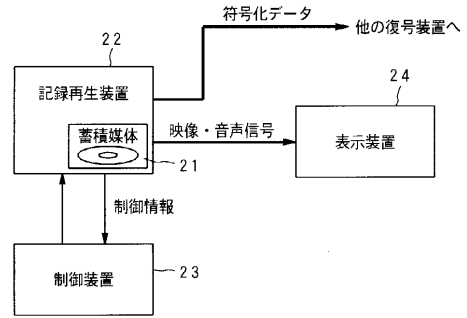 符号化データ
他の復号装置へ
22
24
記録再生装置
蓄積媒体
映像・音声信号
表示装置
21
制御情報
制御装置
23